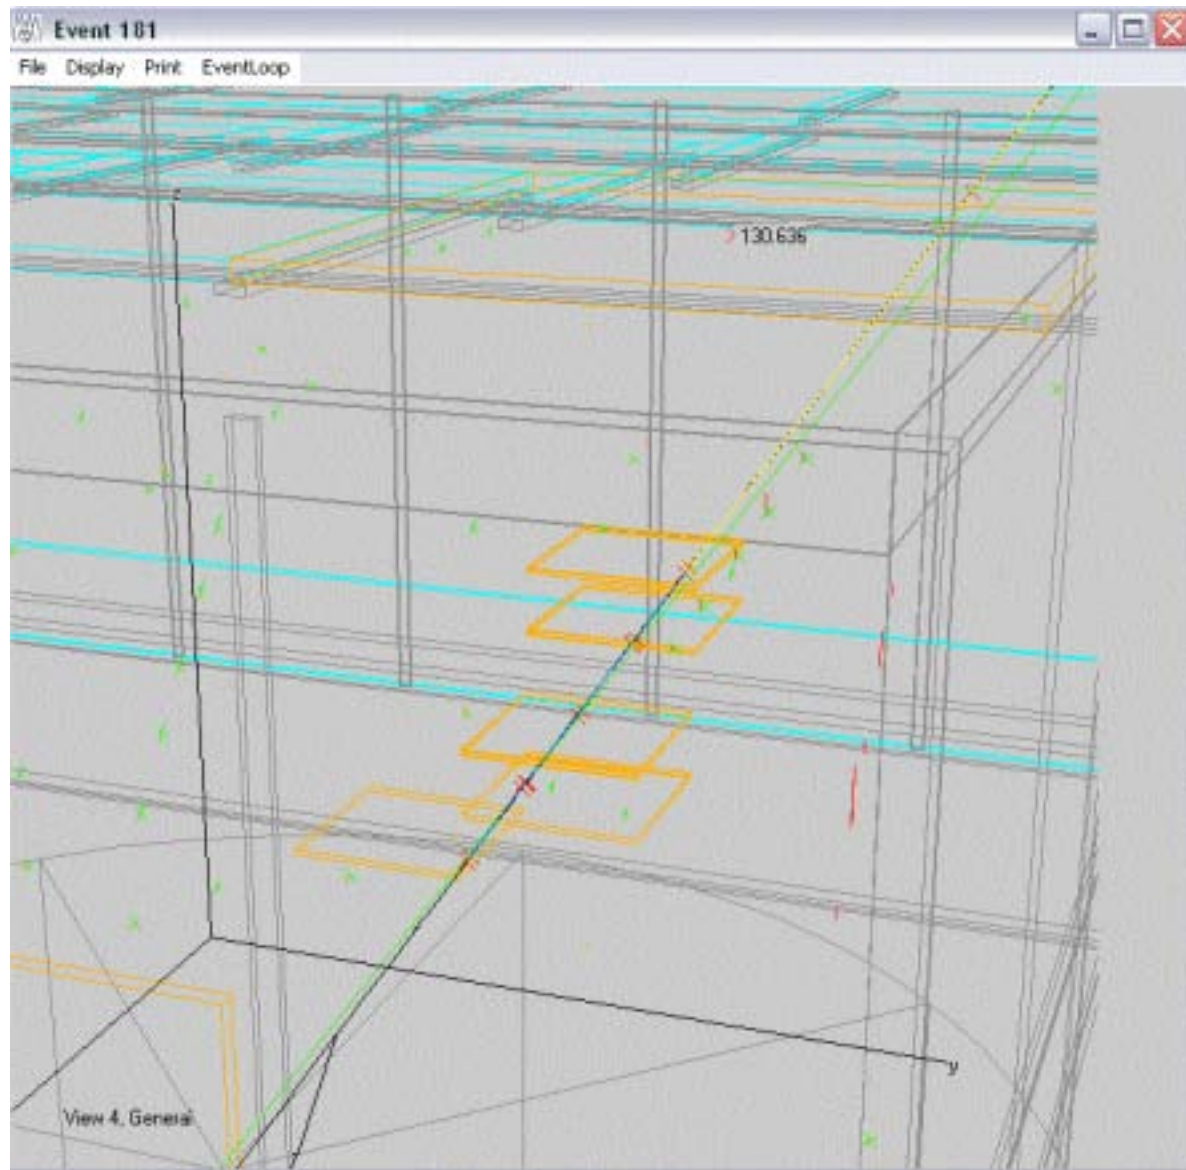 Event 181
File Display Print EventLoop
z
130.636
y
View 4, General